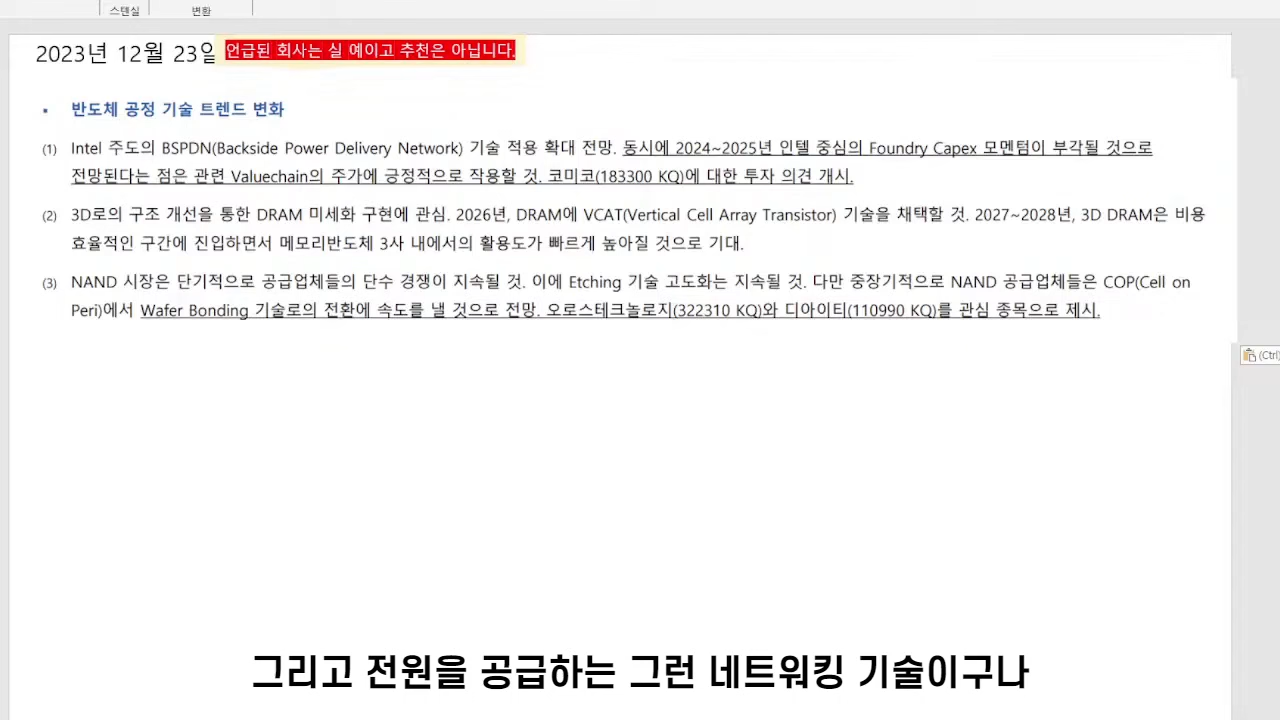 스텐실
변환
2023년 12월 23일
언급된 회사는 실 예이고 추천은 아닙니다.
▪ 반도체 공정 기술 트렌드 변화
(1) Intel 주도의 BSPDN(Backside Power Delivery Network) 기술 적용 확대 전망. 동시에 2024~2025년 인텔 중심의 Foundry Capex 모멘텀이 부각될 것으로
전망된다는 점은 관련 Valuechain의 주가에 긍정적으로 작용할 것. 코미코(183300 KQ)에 대한 투자 의견 개시.
(2) 3D로의 구조 개선을 통한 DRAM 미세화 구현에 관심. 2026년, DRAM에 VCAT(Vertical Cell Array Transistor) 기술을 채택할 것. 2027~2028년, 3D DRAM은 비용
효율적인 구간에 진입하면서 메모리반도체 3사 내에서의 활용도가 빠르게 높아질 것으로 기대.
(3) NAND 시장은 단기적으로 공급업체들의 단수 경쟁이 지속될 것. 이에 Etching 기술 고도화는 지속될 것. 다만 중장기적으로 NAND 공급업체들은 COP(Cell on
Peri)에서 Wafer Bonding 기술로의 전환에 속도를 낼 것으로 전망. 오로스테크놀로지(322310 KQ)와 디아이티(110990 KQ)를 관심 종목으로 제시.
(Ctrl)
그리고 전원을 공급하는 그런 네트워킹 기술이구나